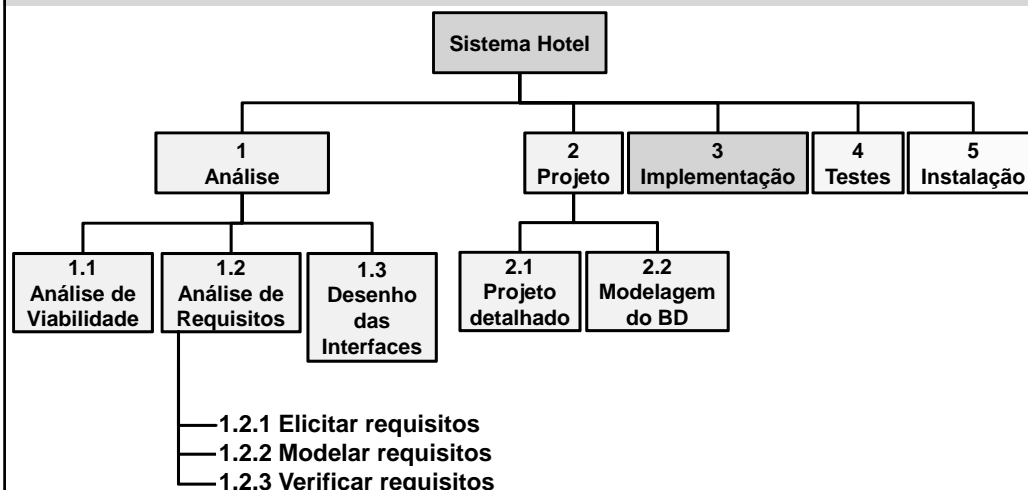 Sistema Hotel
1
Análise
2
Projeto
3
Implementação
4
Testes
5
Instalação
1.1
Análise de
Viabilidade
1.2
Análise de
Requisitos
1.3
Desenho
das
Interfaces
2.1
Projeto
detalhado
2.2
Modelagem
do BD
1.2.1 Elicitar requisitos
1.2.2 Modelar requisitos
1.2.3 Verificar requisitos